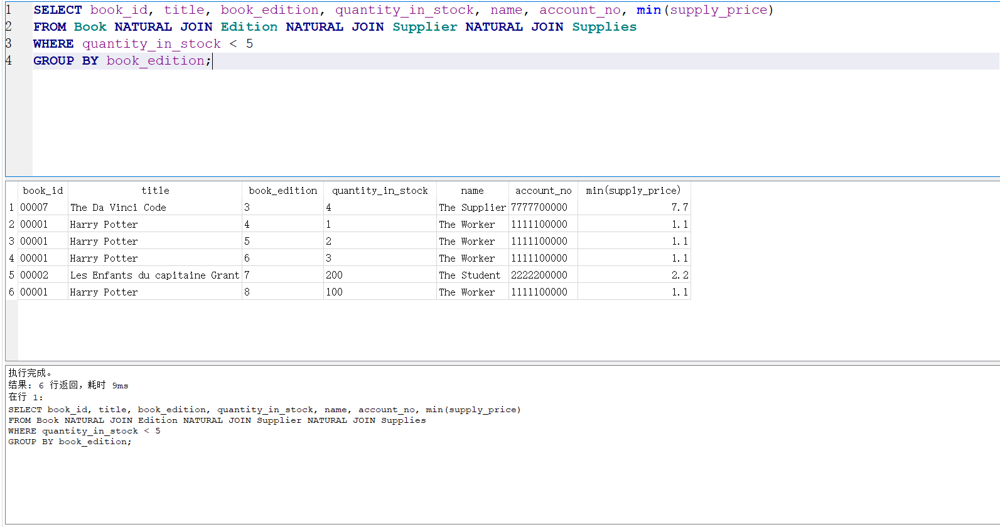 1 SELECT book_id, title, book_edition, quantity_in_stock, name, account_no, min(supply_price)
2 FROM Book NATURAL JOIN Edition NATURAL JOIN Supplier NATURAL JOIN Supplies
3 WHERE quantity_in_stock < 5
4 GROUP BY book_edition;
book_id title book_edition quantity_in_stock name account_no min(supply_price)
1 00007 The Da Vinci Code 3 4 The Supplier 7777700000 7.7
2 00001 Harry Potter 4 1 The Worker 1111100000 1.1
3 00001 Harry Potter 5 2 The Worker 1111100000 1.1
4 00001 Harry Potter 6 3 The Worker 1111100000 1.1
5 00002 Les Enfants du capitaine Grant 7 200 The Student 2222200000 2.2
6 00001 Harry Potter 8 100 The Worker 1111100000 1.1
执行完成。
结果: 6 行返回，耗时 9ms
在行 1:
SELECT book_id, title, book_edition, quantity_in_stock, name, account_no, min(supply_price)
FROM Book NATURAL JOIN Edition NATURAL JOIN Supplier NATURAL JOIN Supplies
WHERE quantity_in_stock < 5
GROUP BY book_edition;